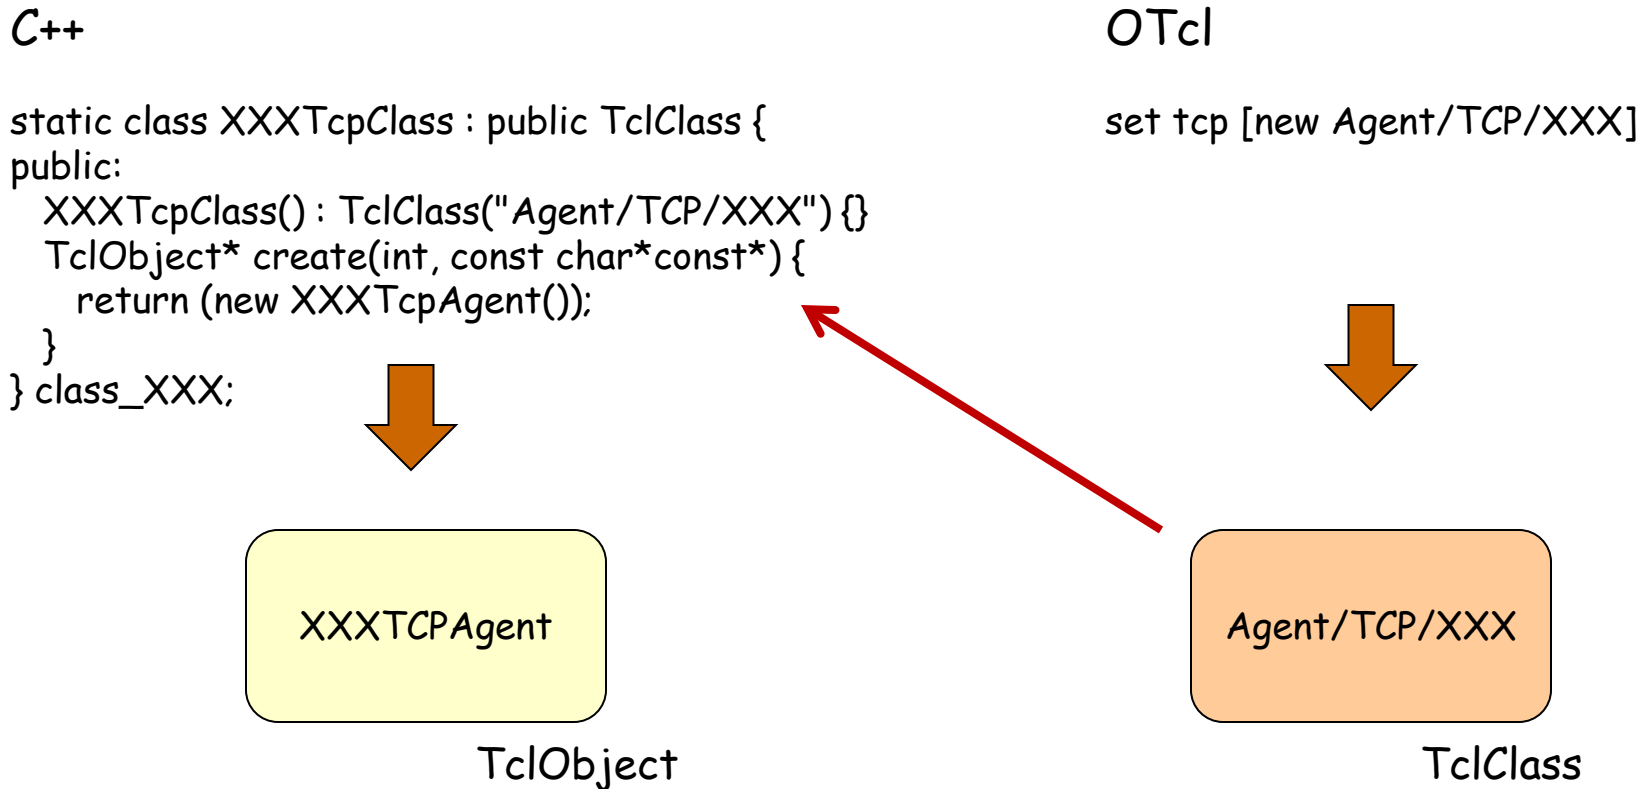 C++
static class XXXTcpClass : public TclClass {
public:
XXXTcpClass() : TclClass("Agent/TCP/XXX") {}
TclObject* create(int, const char*const*) {
return (new XXXTcpAgent());
}
} class_XXX;
OTcl
set tcp [new Agent/TCP/XXX]
XXXTCPAgent
TclObject
Agent/TCP/XXX
TclClass